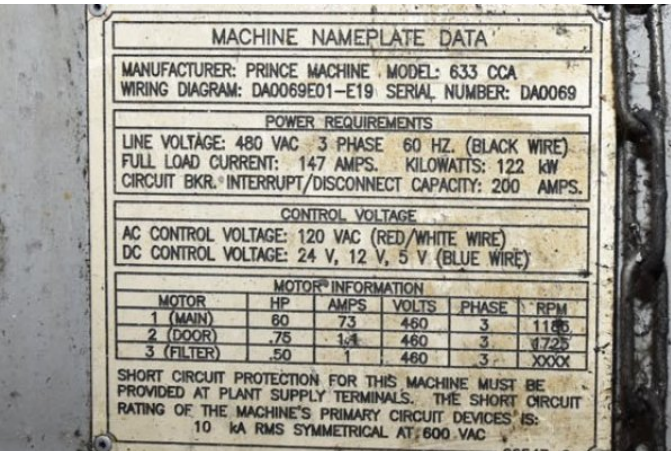 MACHINE NAMEPLATE DATA
MANUFACTURER: PRINCE MACHINE MODEL: 633 CCA
WIRING DIAGRAM: DA0069E01-E19 SERIAL NUMBER: DA0069
POWER REQUIREMENTS
LINE VOLTAGE: 480 VAC 3 PHASE 60 HZ. (BLACK WIRE)
FULL LOAD CURRENT: 147 AMPS. KILOWATTS: 122 kW
CIRCUIT BKR. INTERRUPT/DISCONNECT CAPACITY: 200 AMPS.
CONTROL VOLTAGE
AC CONTROL VOLTAGE: 120 VAC (RED/WHITE WIRE)
DC CONTROL VOLTAGE: 24 V, 12 V, 5 V (BLUE WIRE)
MOTOR INFORMATION
MOTOR HP AMPS VOLTS PHASE RPM
1 (MAIN) 60 73 460 3
2 (DOOR) .75 460 3 1725
3 (FILTER) .50 1 460 3 XXXX
SHORT CIRCUIT PROTECTION FOR THIS MACHINE MUST BE
PROVIDED AT PLANT SUPPLY TERMINALS. THE SHORT CIRCUIT
RATING OF THE MACHINE'S PRIMARY CIRCUIT DEVICES IS:
10 kA RMS SYMMETRICAL AT 600 VAC